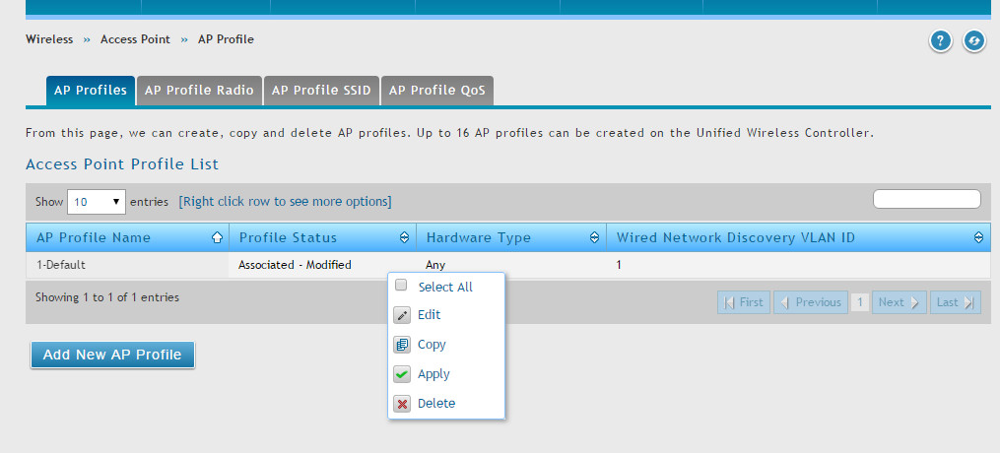 Wireless » Access Point » AP Profile
?
AP Profiles AP Profile Radio AP Profile SSID AP Profile QoS
From this page, we can create, copy and delete AP profiles. Up to 16 AP profiles can be created on the Unified Wireless Controller.
Access Point Profile List
Show 10 entries [Right click row to see more options]
AP Profile Name Profile Status Hardware Type Wired Network Discovery VLAN ID
1-Default Associated - Modified Any 1
Showing 1 to 1 of 1 entries First Previous 1 Next Last
Select All
Edit
Copy
Apply
Delete
Add New AP Profile